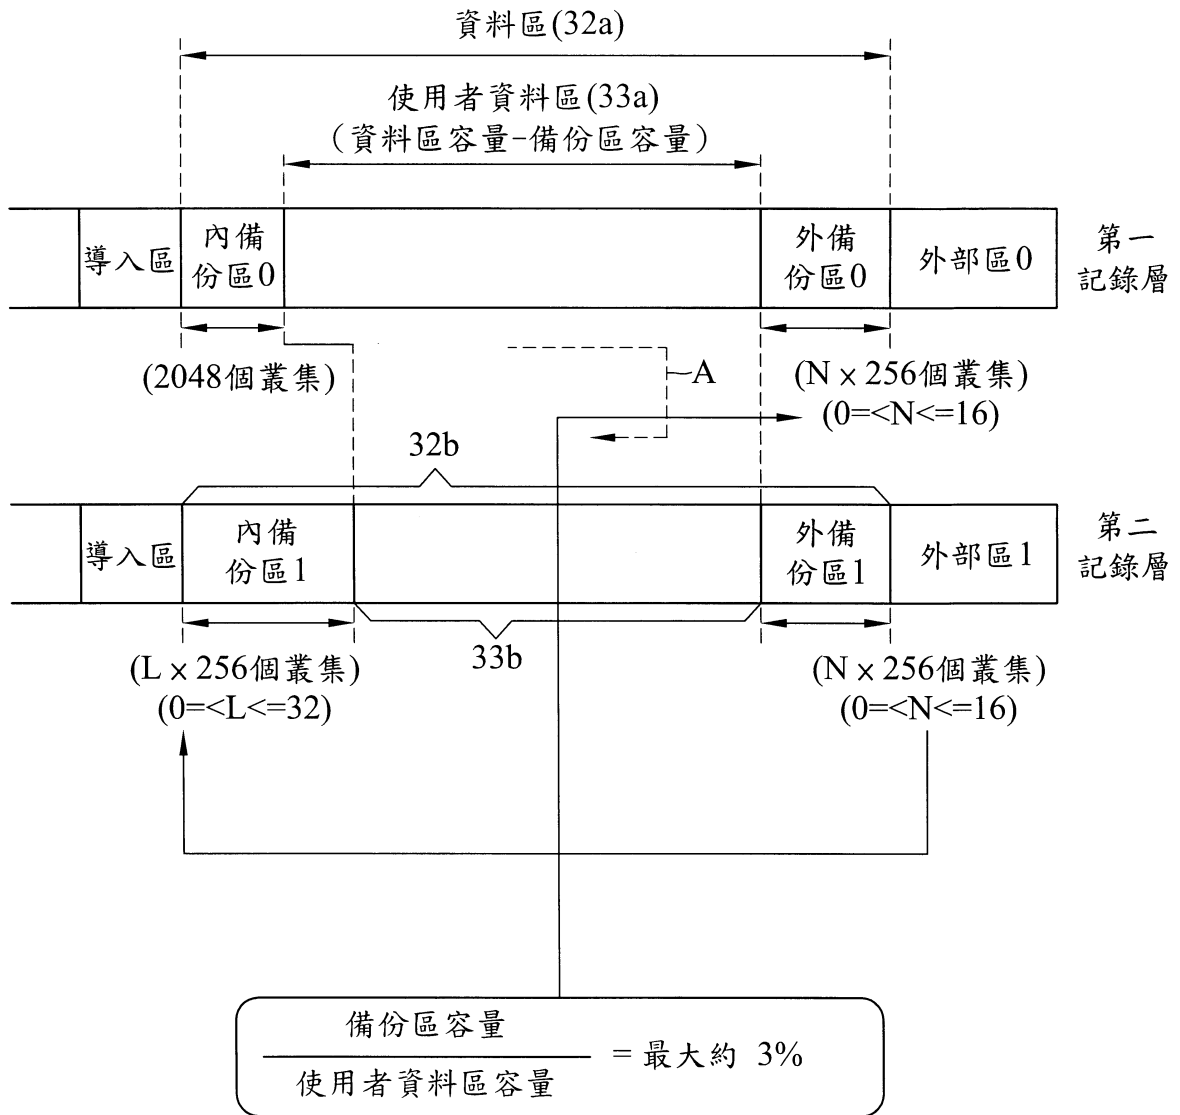 資料區(32a)
使用者資料區(33a)
(資料區容量-備份區容量)
導入區
內備
份區0
外備
份區0
外部區0
第一
記錄層
(2048個叢集)
A
(N x 256個叢集)
(0=<N<=16)
32b
導入區
內備
份區1
外備
份區1
外部區1
第二
記錄層
33b
(L x 256個叢集)
(0=<L<=32)
(N x 256個叢集)
(0=<N<=16)
備份區容量
使用者資料區容量
= 最大約 3%